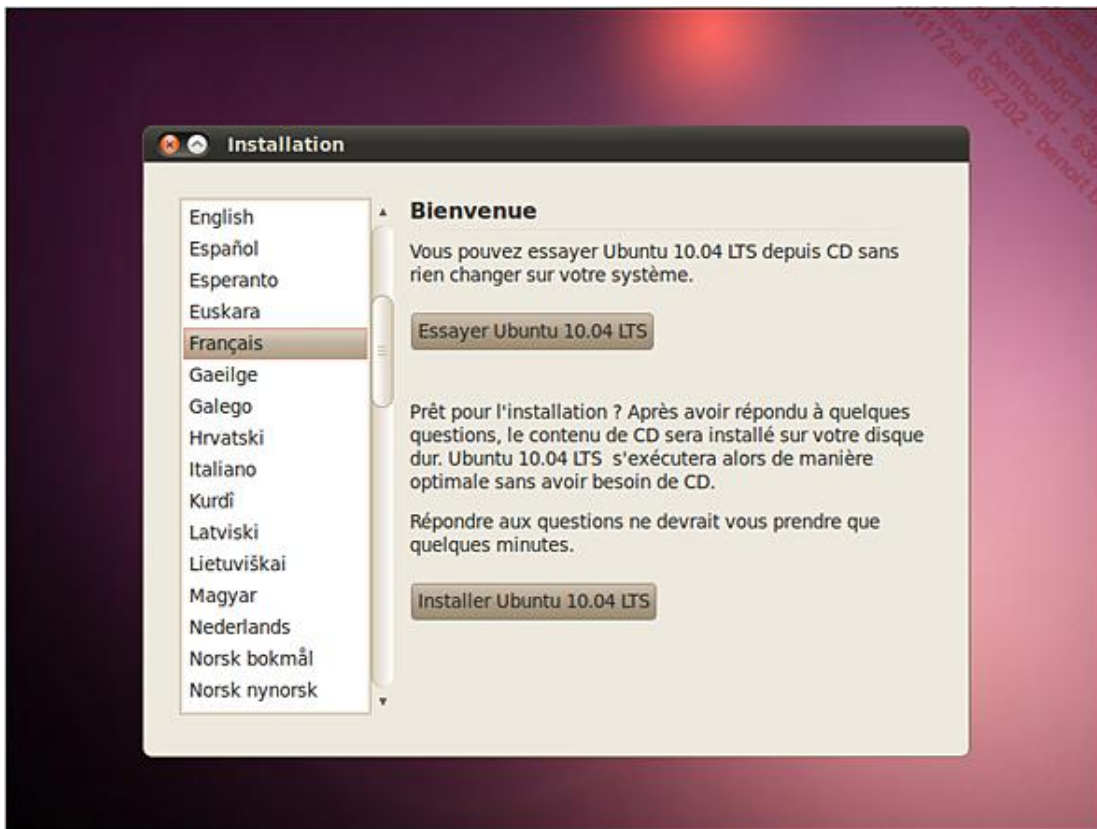 Installation
English
Español
Esperanto
Euskara
Français
Gaeilge
Galego
Hrvatski
Italiano
Kurdî
Latviski
Lietuviškai
Magyar
Nederlands
Norsk bokmål
Norsk nynorsk
Bienvenue
Vous pouvez essayer Ubuntu 10.04 LTS depuis CD sans
rien changer sur votre système.
Essayer Ubuntu 10.04 LTS
Prêt pour l'installation ? Après avoir répondu à quelques
questions, le contenu de CD sera installé sur votre disque
dur. Ubuntu 10.04 LTS s'exécutera alors de manière
optimale sans avoir besoin de CD.
Répondre aux questions ne devrait vous prendre que
quelques minutes.
Installer Ubuntu 10.04 LTS